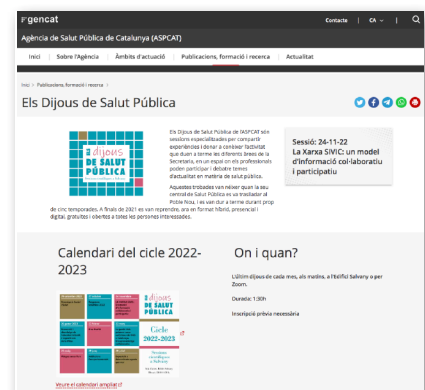 gencat
Contacte | CA |
Agència de Salut Pública de Catalunya (ASPCAT)
Inici Sobre l'Agència Àmbits d'actuació Publicacions, formació i recerca Actualitat
Inici > Publicacions, formació i recerca >
Els Dijous de Salut Pública
ELS dijous
DE SALUT
PÚBLICA
Els Dijous de Salut Pública de l'ASPCAT són
sessions especialitzades per compartir
experiències i donar a conèixer l'activitat
que duen a terme les diferents àrees de la
Secretaria, en un espai on els professionals
poden participar i debatre temes
d'actualitat en matèria de salut pública.
Aquestes trobades van néixer quan la seu
central de Salut Pública es va traslladar al
Poble Nou, i es van dur a terme durant prop
de cinc temporades. A finals de 2021 es van reprendre, ara en format híbrid, presencial i
digital, gratuïtes i obertes a totes les persones interessades.
Sessió: 24-11-22
La Xarxa SIVIC: un model
d'informació col·laboratiu
i participatiu
Calendari del cicle 2022-
2023
dijous
DE SALUT
PÚBLICA
Cicle
2022-2023
Veure el calendari ampliat
On i quan?
L'últim dijous de cada mes, als matins, a l'Edifici Salvany o per
Zoom.
Durada: 1:30h
Inscripció prèvia necessària